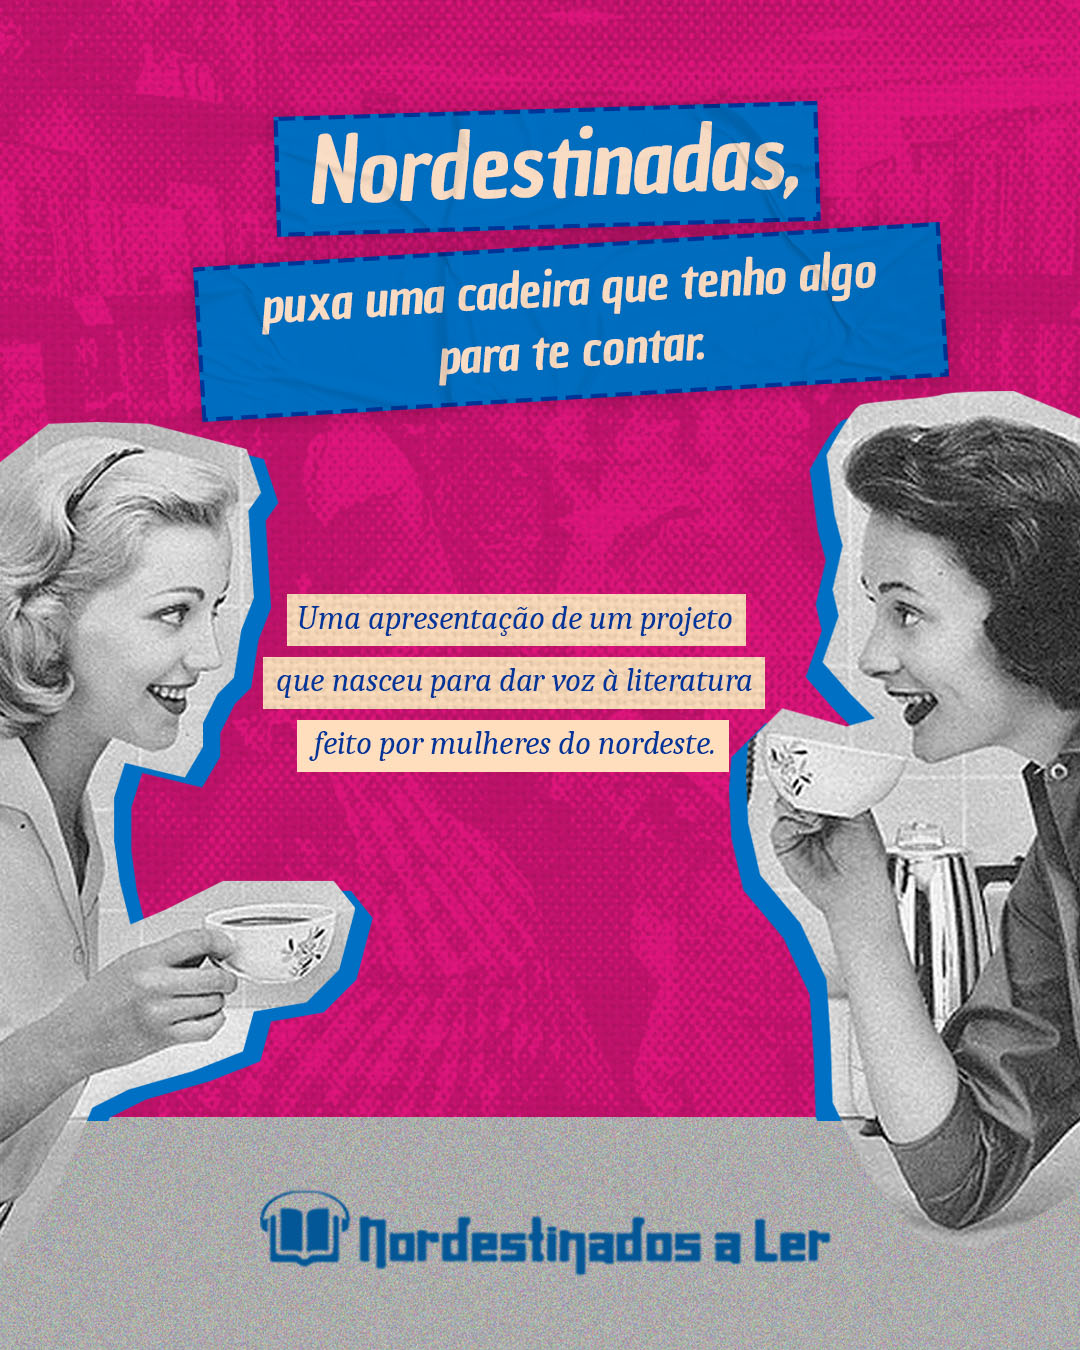 Nordestinadas,
puxa uma cadeira que tenho algo
para te contar.
Uma apresentação de um projeto
que nasceu para dar voz à literatura
feito por mulheres do nordeste.
Nordestinados a Ler